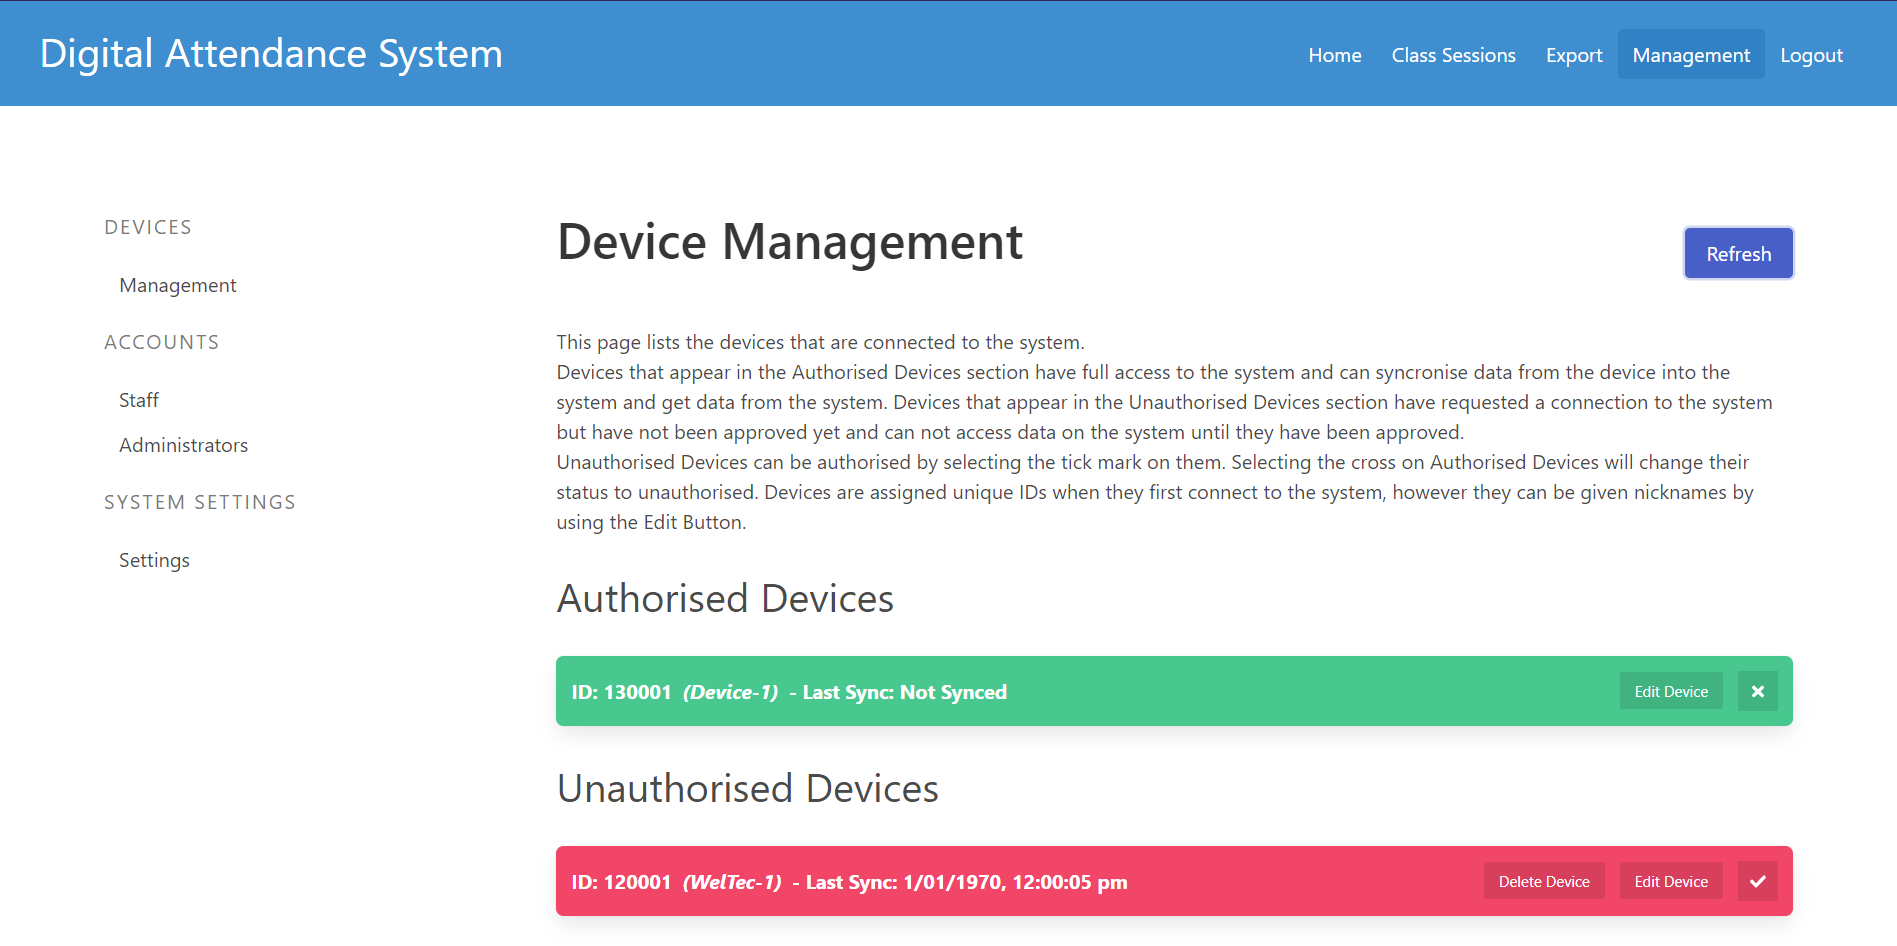 Digital Attendance System
Home Class Sessions Export Management Logout
DEVICES
Management
ACCOUNTS
Staff
Administrators
SYSTEM SETTINGS
Settings
Device Management
Refresh
This page lists the devices that are connected to the system.
Devices that appear in the Authorised Devices section have full access to the system and can syncronise data from the device into the
system and get data from the system. Devices that appear in the Unauthorised Devices section have requested a connection to the system
but have not been approved yet and can not access data on the system until they have been approved.
Unauthorised Devices can be authorised by selecting the tick mark on them. Selecting the cross on Authorised Devices will change their
status to unauthorised. Devices are assigned unique IDs when they first connect to the system, however they can be given nicknames by
using the Edit Button.
Authorised Devices
ID: 130001 (Device-1) - Last Sync: Not Synced
Edit Device
Unauthorised Devices
ID: 120001 (WelTec-1) - Last Sync: 1/01/1970, 12:00:05 pm
Delete Device Edit Device